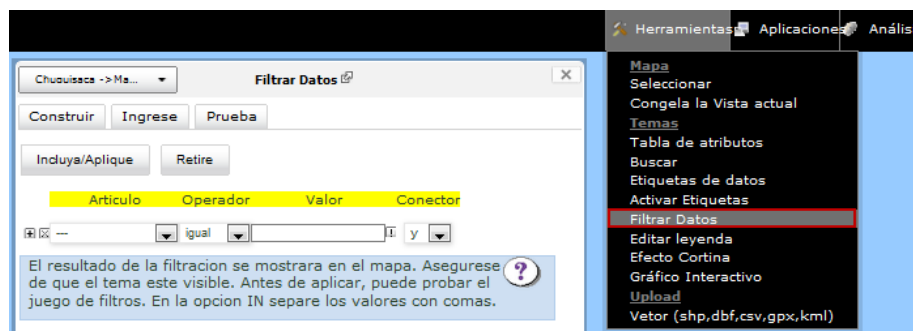 Herramientas Aplicaciones Anális
Chuquisaca ->Ma... Filtrar Datos
Construir Ingrese Prueba
Incluya/Aplique Retire
Articulo Operador Valor Conector
--- igual y
El resultado de la filtracion se mostrara en el mapa. Asegurese
de que el tema este visible. Antes de aplicar, puede probar el
juego de filtros. En la opcion IN separe los valores con comas.
Mapa
Seleccionar
Congela la Vista actual
Temas
Tabla de atributos
Buscar
Etiquetas de datos
Activar Etiquetas
Filtrar Datos
Editar leyenda
Efecto Cortina
Gráfico Interactivo
Upload
Vetor (shp,dbf,csv,gpx,kml)